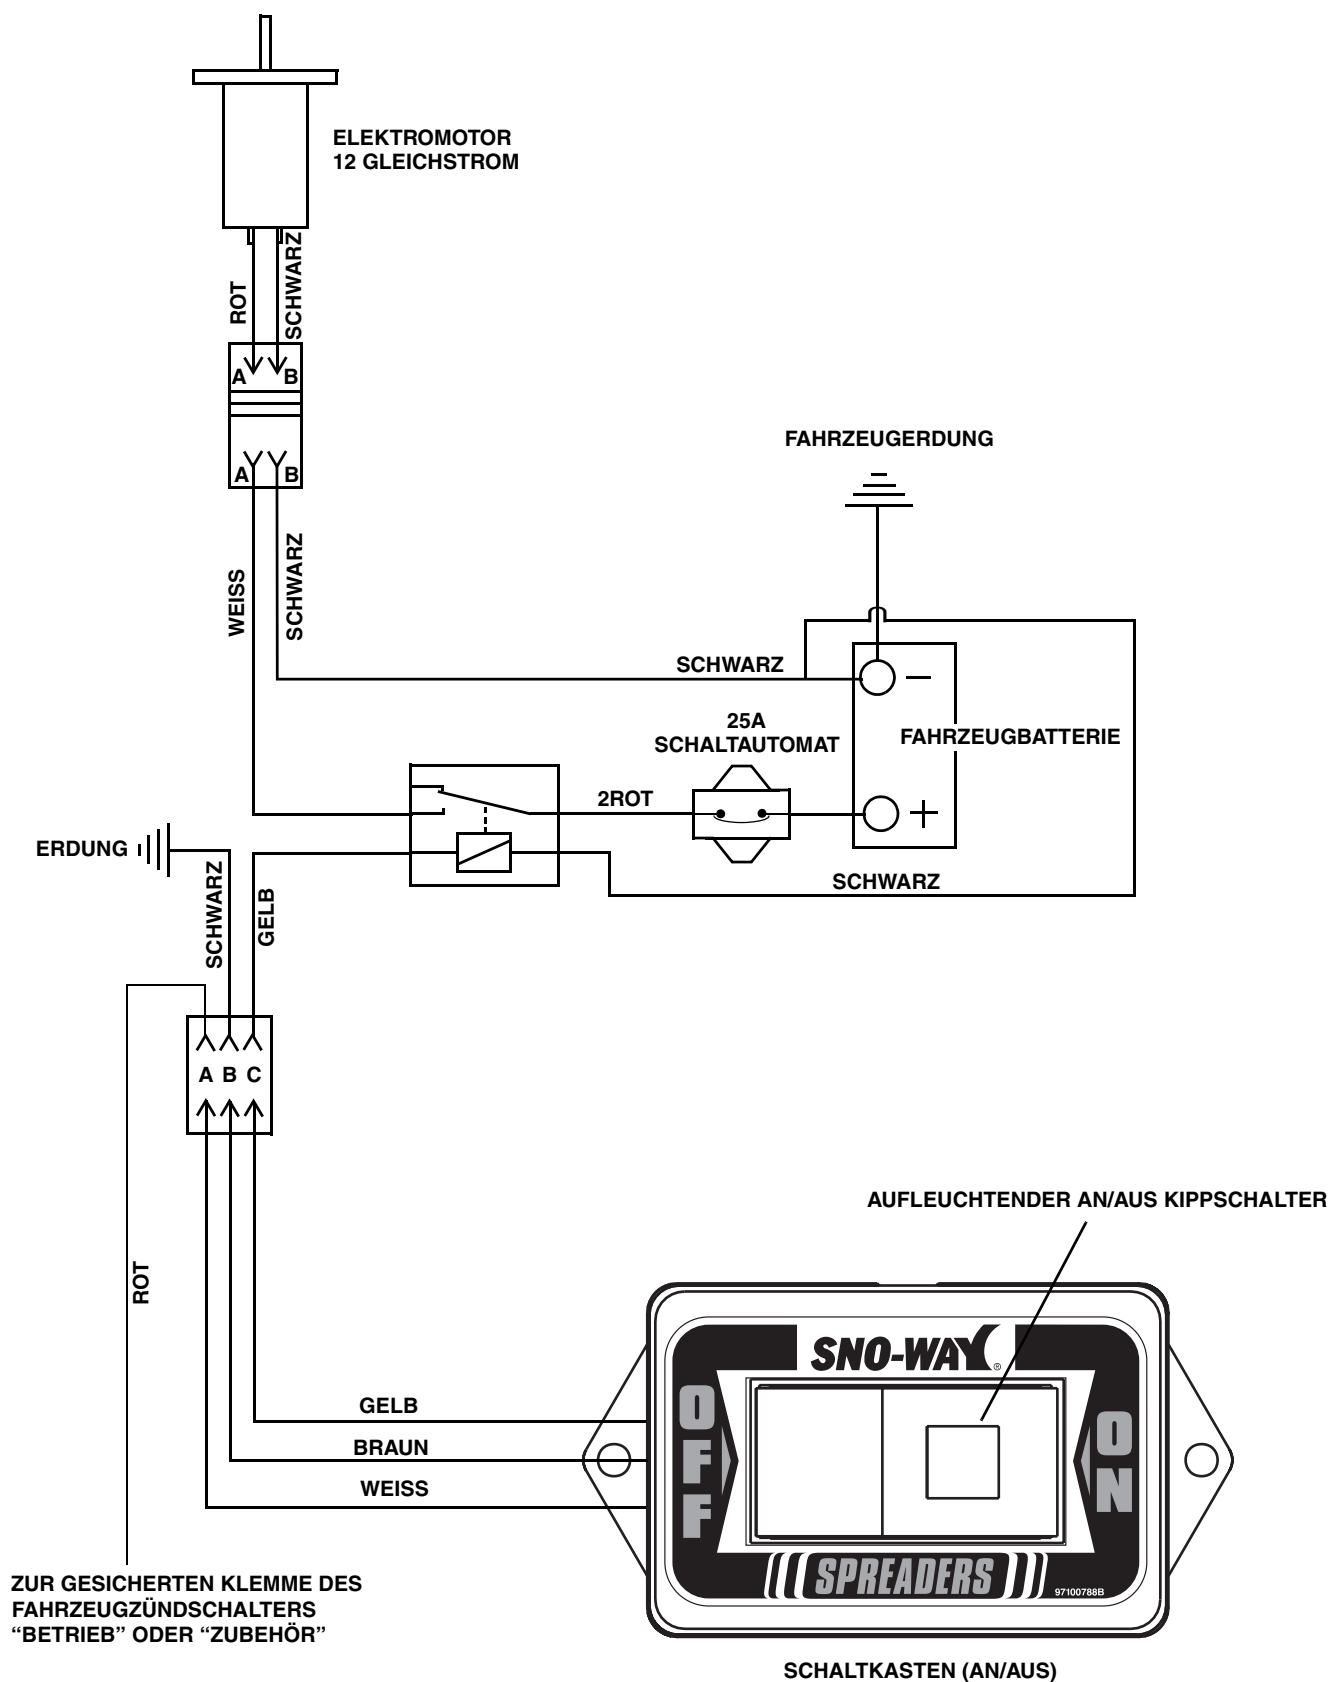 ELEKTROMOTOR
12 GLEICHSTROM
ROT
SCHWARZ
A B
A B
WEISS
SCHWARZ
FAHRZEUGERDUNG
SCHWARZ
–
25A
SCHALTAUTOMAT
FAHRZEUGBATTERIE
2ROT
+
ERDUNG
SCHWARZ
GELB
SCHWARZ
A B C
ROT
AUFLEUCHTENDER AN/AUS KIPPSCHALTER
SNO-WAY®
OFF
ON
GELB
BRAUN
WEISS
SPREADERS
97100788B
ZUR GESICHERTEN KLEMME DES
FAHRZEUGZÜNDSCHALTERS
“BETRIEB” ODER “ZUBEHÖR”
SCHALTKASTEN (AN/AUS)